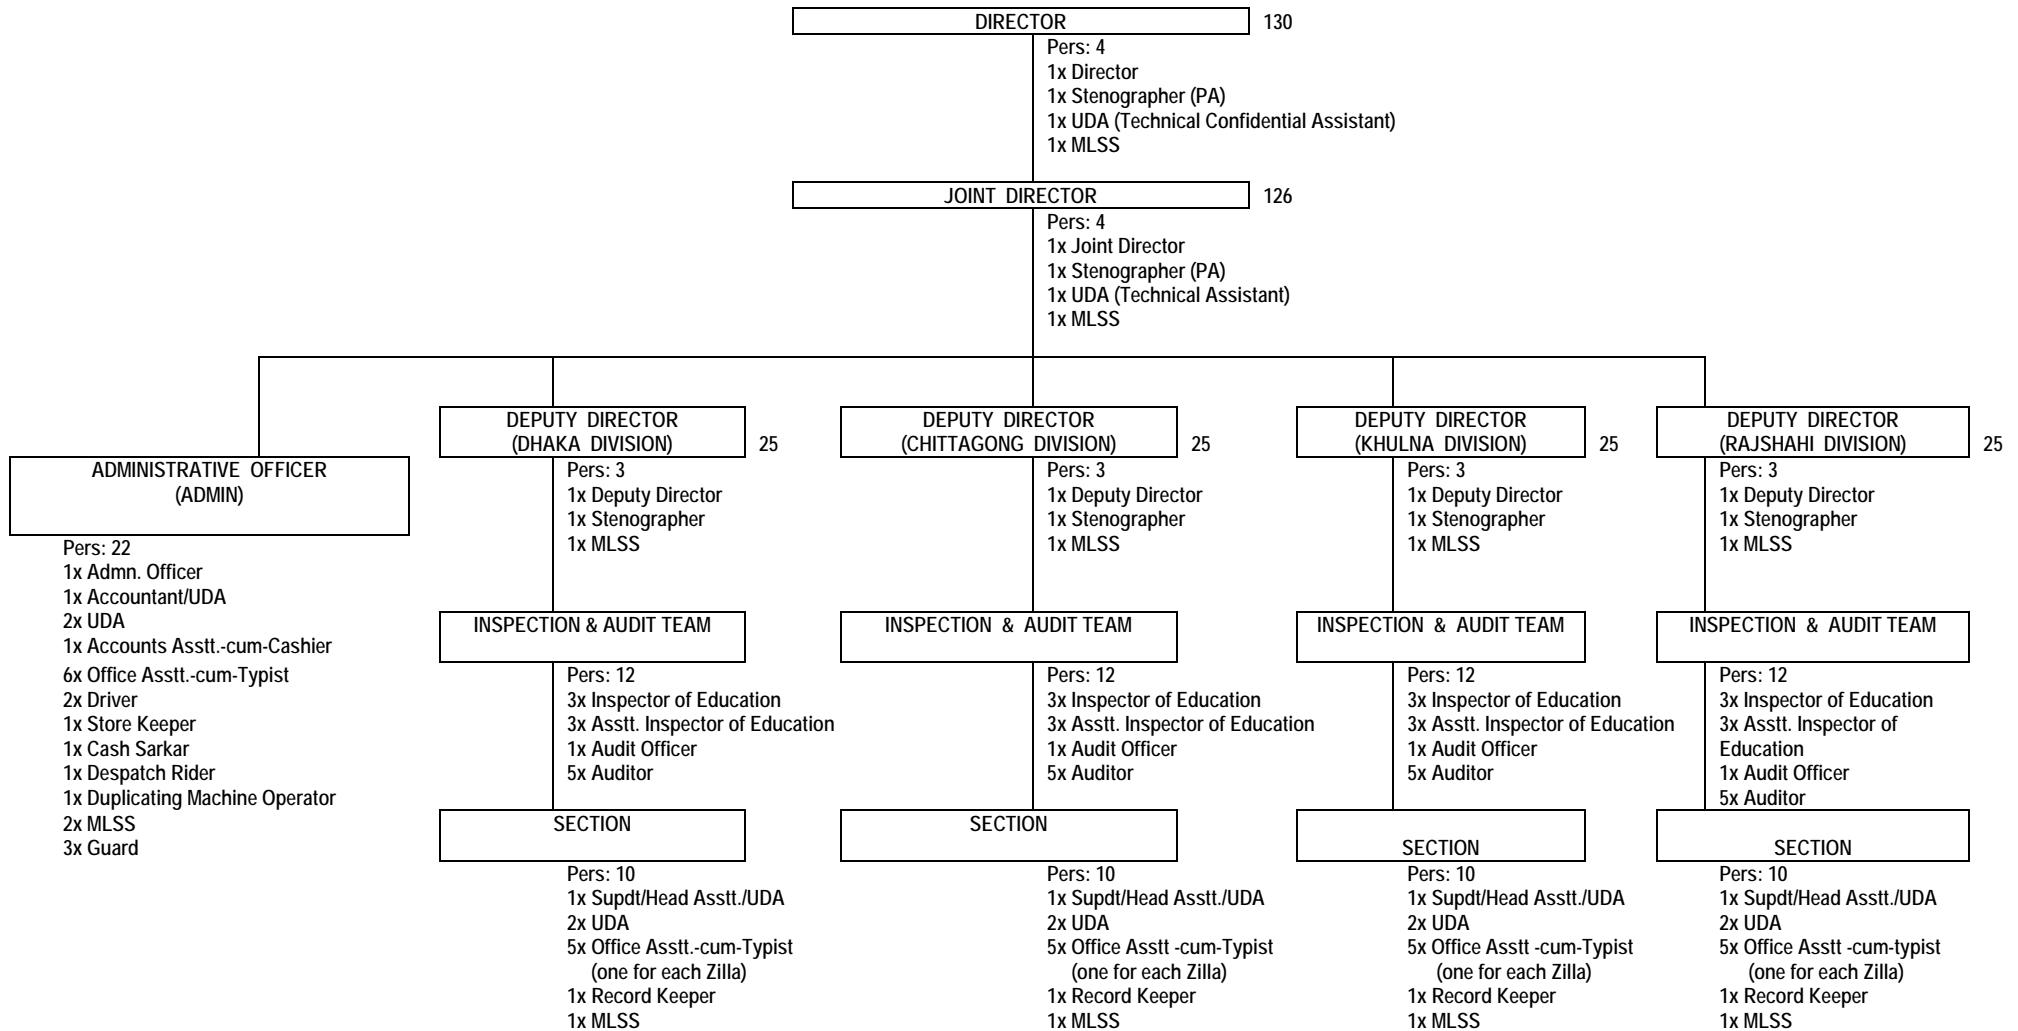 DIRECTOR
130
Pers: 4
1x Director
1x Stenographer (PA)
1x UDA (Technical Confidential Assistant)
1x MLSS
JOINT DIRECTOR
126
Pers: 4
1x Joint Director
1x Stenographer (PA)
1x UDA (Technical Assistant)
1x MLSS
ADMINISTRATIVE OFFICER
(ADMIN)
Pers: 22
1x Admn. Officer
1x Accountant/UDA
2x UDA
1x Accounts Asstt.-cum-Cashier
6x Office Asstt.-cum-Typist
2x Driver
1x Store Keeper
1x Cash Sarkar
1x Despatch Rider
1x Duplicating Machine Operator
2x MLSS
3x Guard
DEPUTY DIRECTOR
(DHAKA DIVISION)
25
Pers: 3
1x Deputy Director
1x Stenographer
1x MLSS
INSPECTION & AUDIT TEAM
Pers: 12
3x Inspector of Education
3x Asstt. Inspector of Education
1x Audit Officer
5x Auditor
SECTION
Pers: 10
1x Supdt/Head Asstt./UDA
2x UDA
5x Office Asstt.-cum-Typist
(one for each Zilla)
1x Record Keeper
1x MLSS
DEPUTY DIRECTOR
(CHITTAGONG DIVISION)
25
Pers: 3
1x Deputy Director
1x Stenographer
1x MLSS
INSPECTION & AUDIT TEAM
Pers: 12
3x Inspector of Education
3x Asstt. Inspector of Education
1x Audit Officer
5x Auditor
SECTION
Pers: 10
1x Supdt/Head Asstt./UDA
2x UDA
5x Office Asstt -cum-Typist
(one for each Zilla)
1x Record Keeper
1x MLSS
DEPUTY DIRECTOR
(KHULNA DIVISION)
25
Pers: 3
1x Deputy Director
1x Stenographer
1x MLSS
INSPECTION & AUDIT TEAM
Pers: 12
3x Inspector of Education
3x Asstt. Inspector of Education
1x Audit Officer
5x Auditor
SECTION
Pers: 10
1x Supdt/Head Asstt./UDA
2x UDA
5x Office Asstt -cum-Typist
(one for each Zilla)
1x Record Keeper
1x MLSS
DEPUTY DIRECTOR
(RAJSHAHI DIVISION)
25
Pers: 3
1x Deputy Director
1x Stenographer
1x MLSS
INSPECTION & AUDIT TEAM
Pers: 12
3x Inspector of Education
3x Asstt. Inspector of
Education
1x Audit Officer
5x Auditor
SECTION
Pers: 10
1x Supdt/Head Asstt./UDA
2x UDA
5x Office Asstt -cum-typist
(one for each Zilla)
1x Record Keeper
1x MLSS